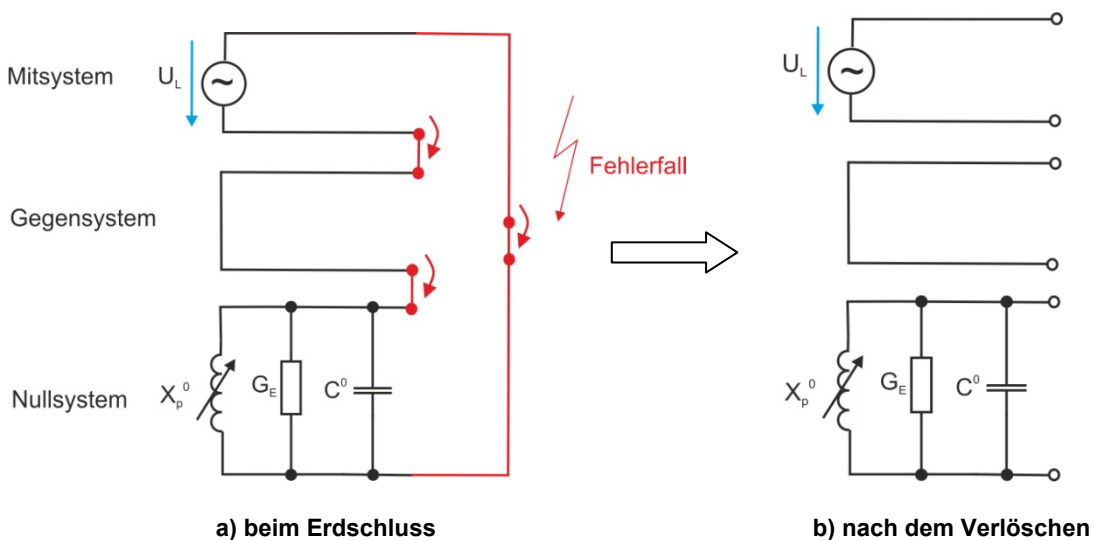 Mitsystem
U_L
~
Fehlerfall
Gegensystem
Nullsystem
X_p^0
G_E
C^0
a) beim Erdschluss
U_L
~
X_p^0
G_E
C^0
b) nach dem Verlöschen